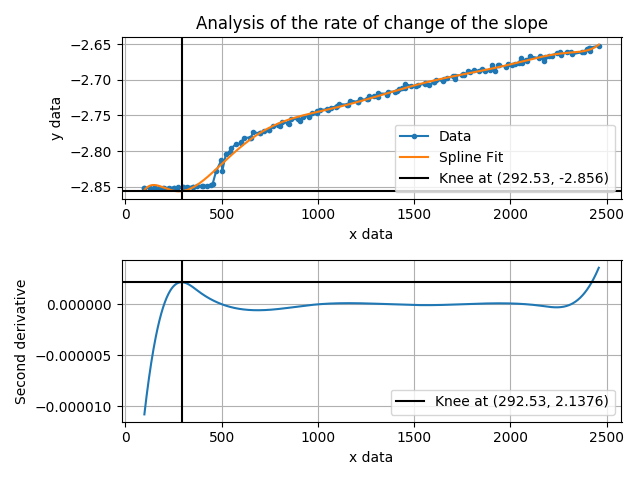 Analysis of the rate of change of the slope
−2.65
−2.70
−2.75
−2.80
−2.85
y data
Data
Spline Fit
Knee at (292.53, -2.856)
0 500 1000 1500 2000 2500
x data
0.000000
−0.000005
−0.000010
Second derivative
Knee at (292.53, 2.1376)
0 500 1000 1500 2000 2500
x data